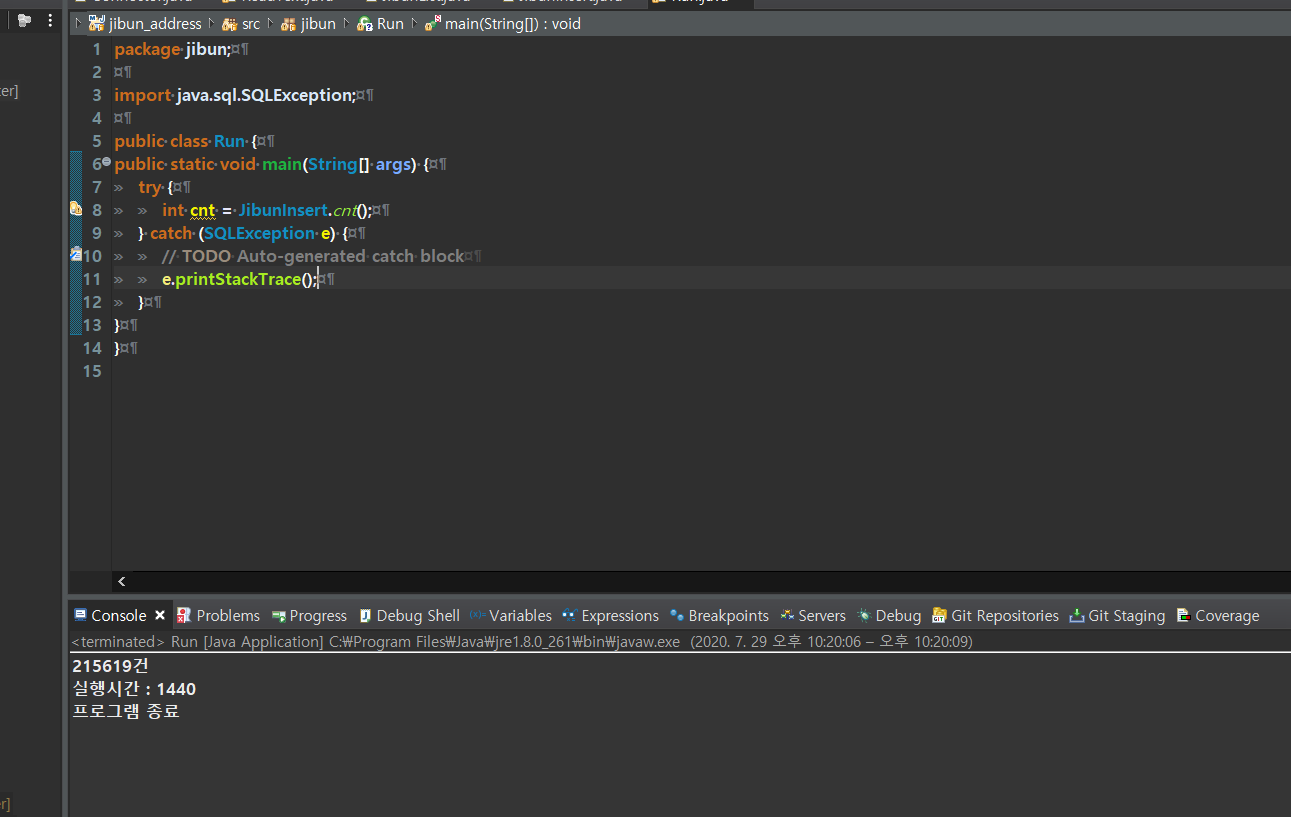 jibun_address src jibun Run main(String[]) : void
ter]
1 package jibun;¤¶
2 ¤¶
3 import java.sql.SQLException;¤¶
4 ¤¶
5 public class Run {¤¶
6 public static void main(String[] args) {¤¶
7 » try {¤¶
8 » » int cnt = JibunInsert.cnt();¤¶
9 » } catch (SQLException e) {¤¶
10 » » // TODO Auto-generated catch block¤¶
11 » » e.printStackTrace();¤¶
12 » }¤¶
13 }¤¶
14 }¤¶
15
Console Problems Progress Debug Shell Variables Expressions Breakpoints Servers Debug Git Repositories Git Staging Coverage
<terminated> Run [Java Application] C:₩Program Files₩Java₩jre1.8.0_261₩bin₩javaw.exe (2020. 7. 29 오후 10:20:06 – 오후 10:20:09)
215619건
실행시간 : 1440
프로그램 종료
r]